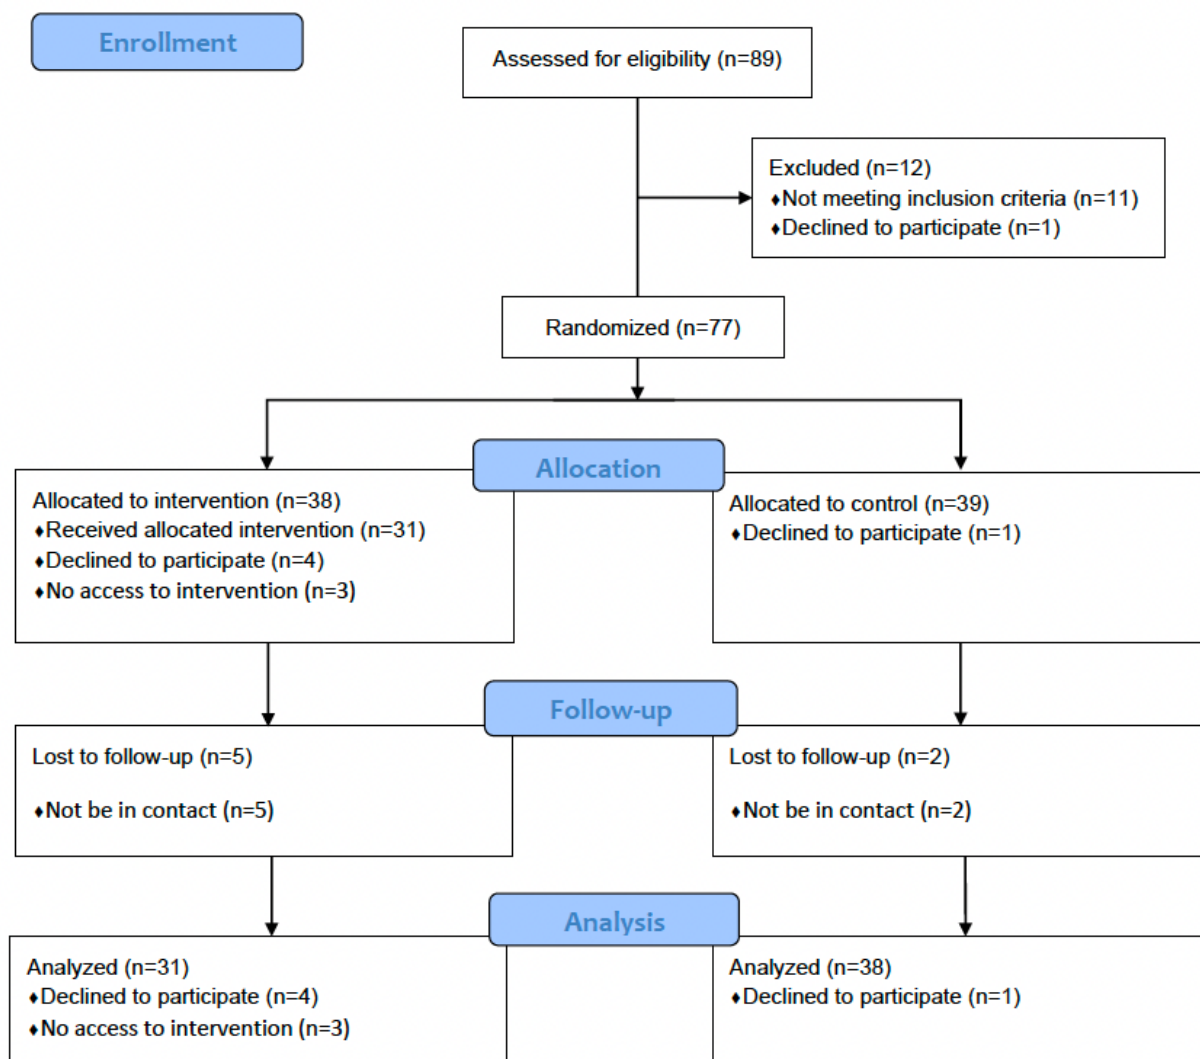 Enrollment
Assessed for eligibility (n=89)
Excluded (n=12)
♦Not meeting inclusion criteria (n=11)
♦Declined to participate (n=1)
Randomized (n=77)
Allocation
Allocated to intervention (n=38)
♦Received allocated intervention (n=31)
♦Declined to participate (n=4)
♦No access to intervention (n=3)
Allocated to control (n=39)
♦Declined to participate (n=1)
Follow-up
Lost to follow-up (n=5)
♦Not be in contact (n=5)
Lost to follow-up (n=2)
♦Not be in contact (n=2)
Analysis
Analyzed (n=31)
♦Declined to participate (n=4)
♦No access to intervention (n=3)
Analyzed (n=38)
♦Declined to participate (n=1)